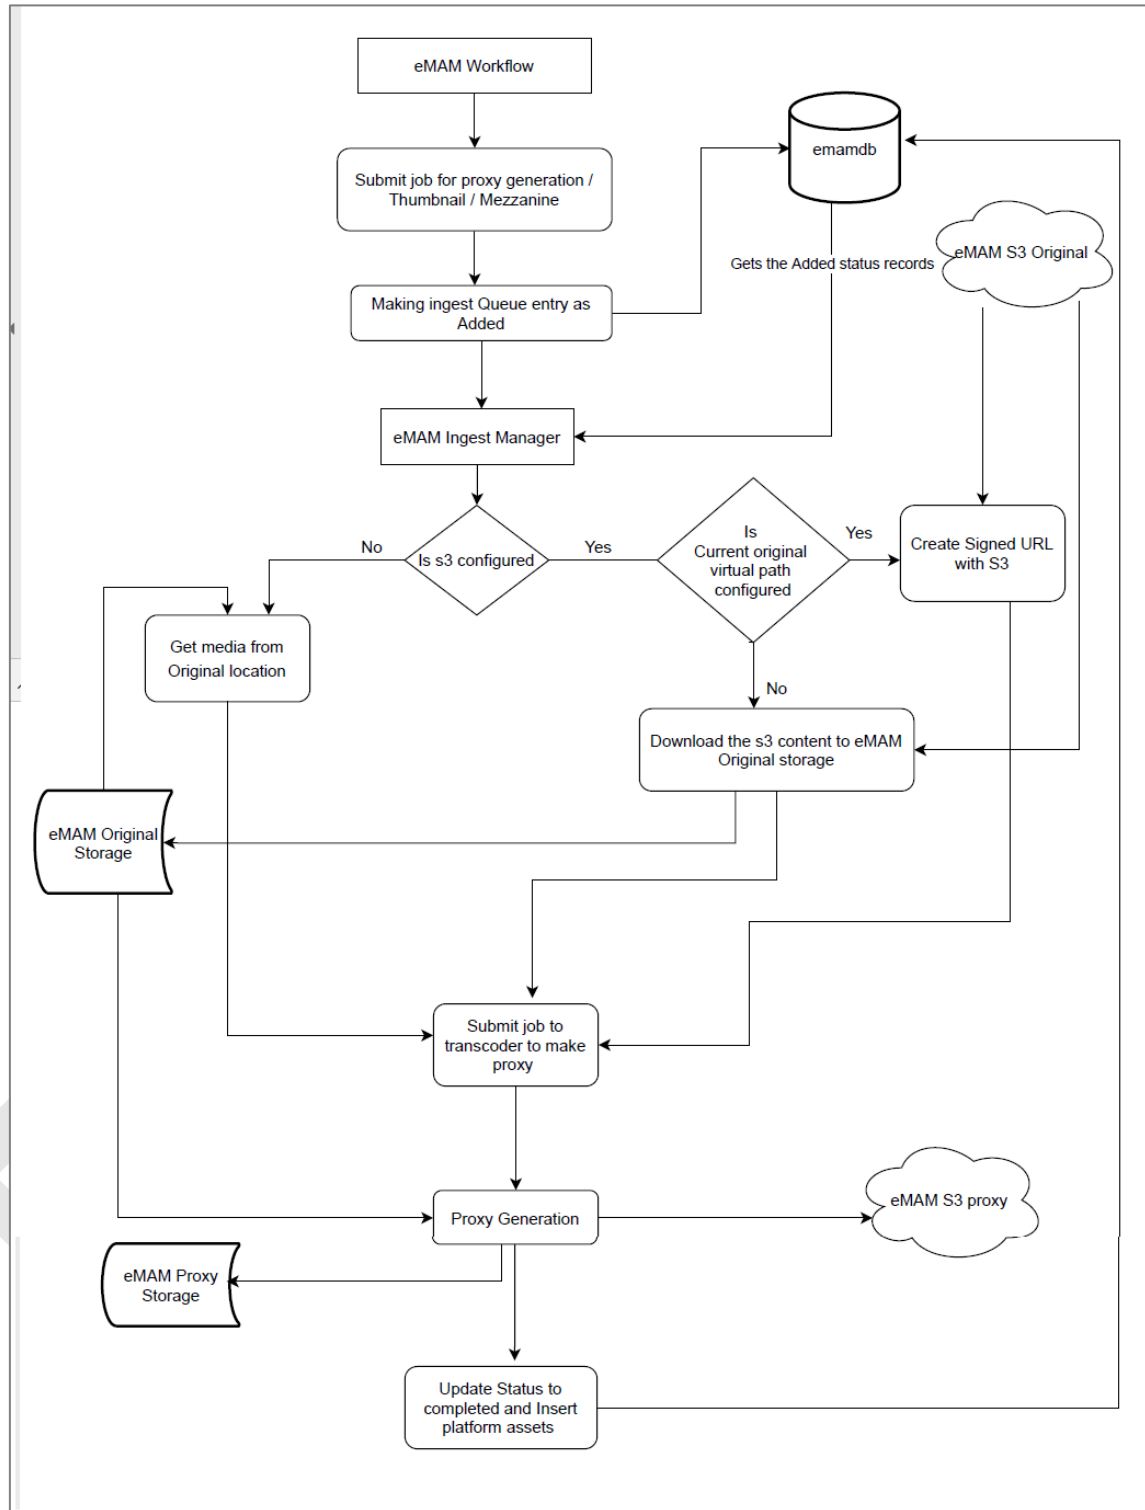 eMAM Workflow
emamdb
Submit job for proxy generation /
Thumbnail / Mezzanine
eMAM S3 Original
Gets the Added status records
Making ingest Queue entry as
Added
eMAM Ingest Manager
No
Is s3 configured
Yes
Is
Current original
virtual path
configured
Yes
Create Signed URL
with S3
Get media from
Original location
No
Download the s3 content to eMAM
Original storage
eMAM Original
Storage
Submit job to
transcoder to make
proxy
Proxy Generation
eMAM S3 proxy
eMAM Proxy
Storage
Update Status to
completed and Insert
platform assets